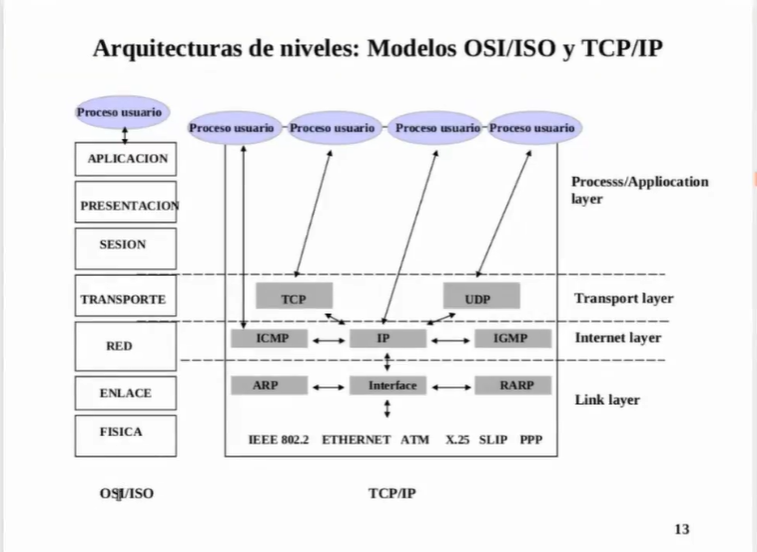 Arquitecturas de niveles: Modelos OSI/ISO y TCP/IP
Proceso usuario
Proceso usuario
Proceso usuario
Proceso usuario
Proceso usuario
APLICACION
PRESENTACION
SESION
TRANSPORTE
RED
ENLACE
FISICA
OSI/ISO
Processs/Appliocation
layer
TCP
UDP
Transport layer
ICMP
IP
IGMP
Internet layer
ARP
Interface
RARP
Link layer
IEEE 802.2 ETHERNET ATM X.25 SLIP PPP
TCP/IP
13